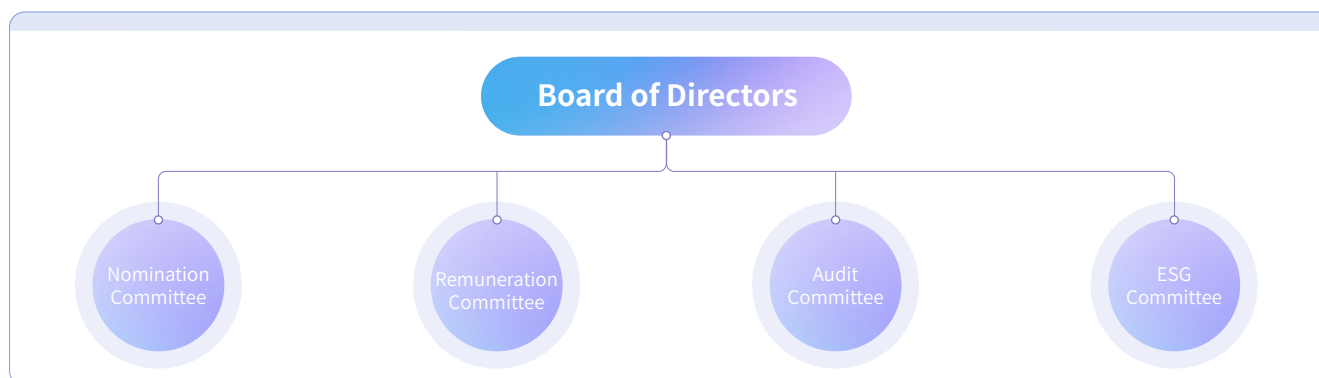 Board of Directors
Nomination
Committee
Remuneration
Committee
Audit
Committee
ESG
Committee